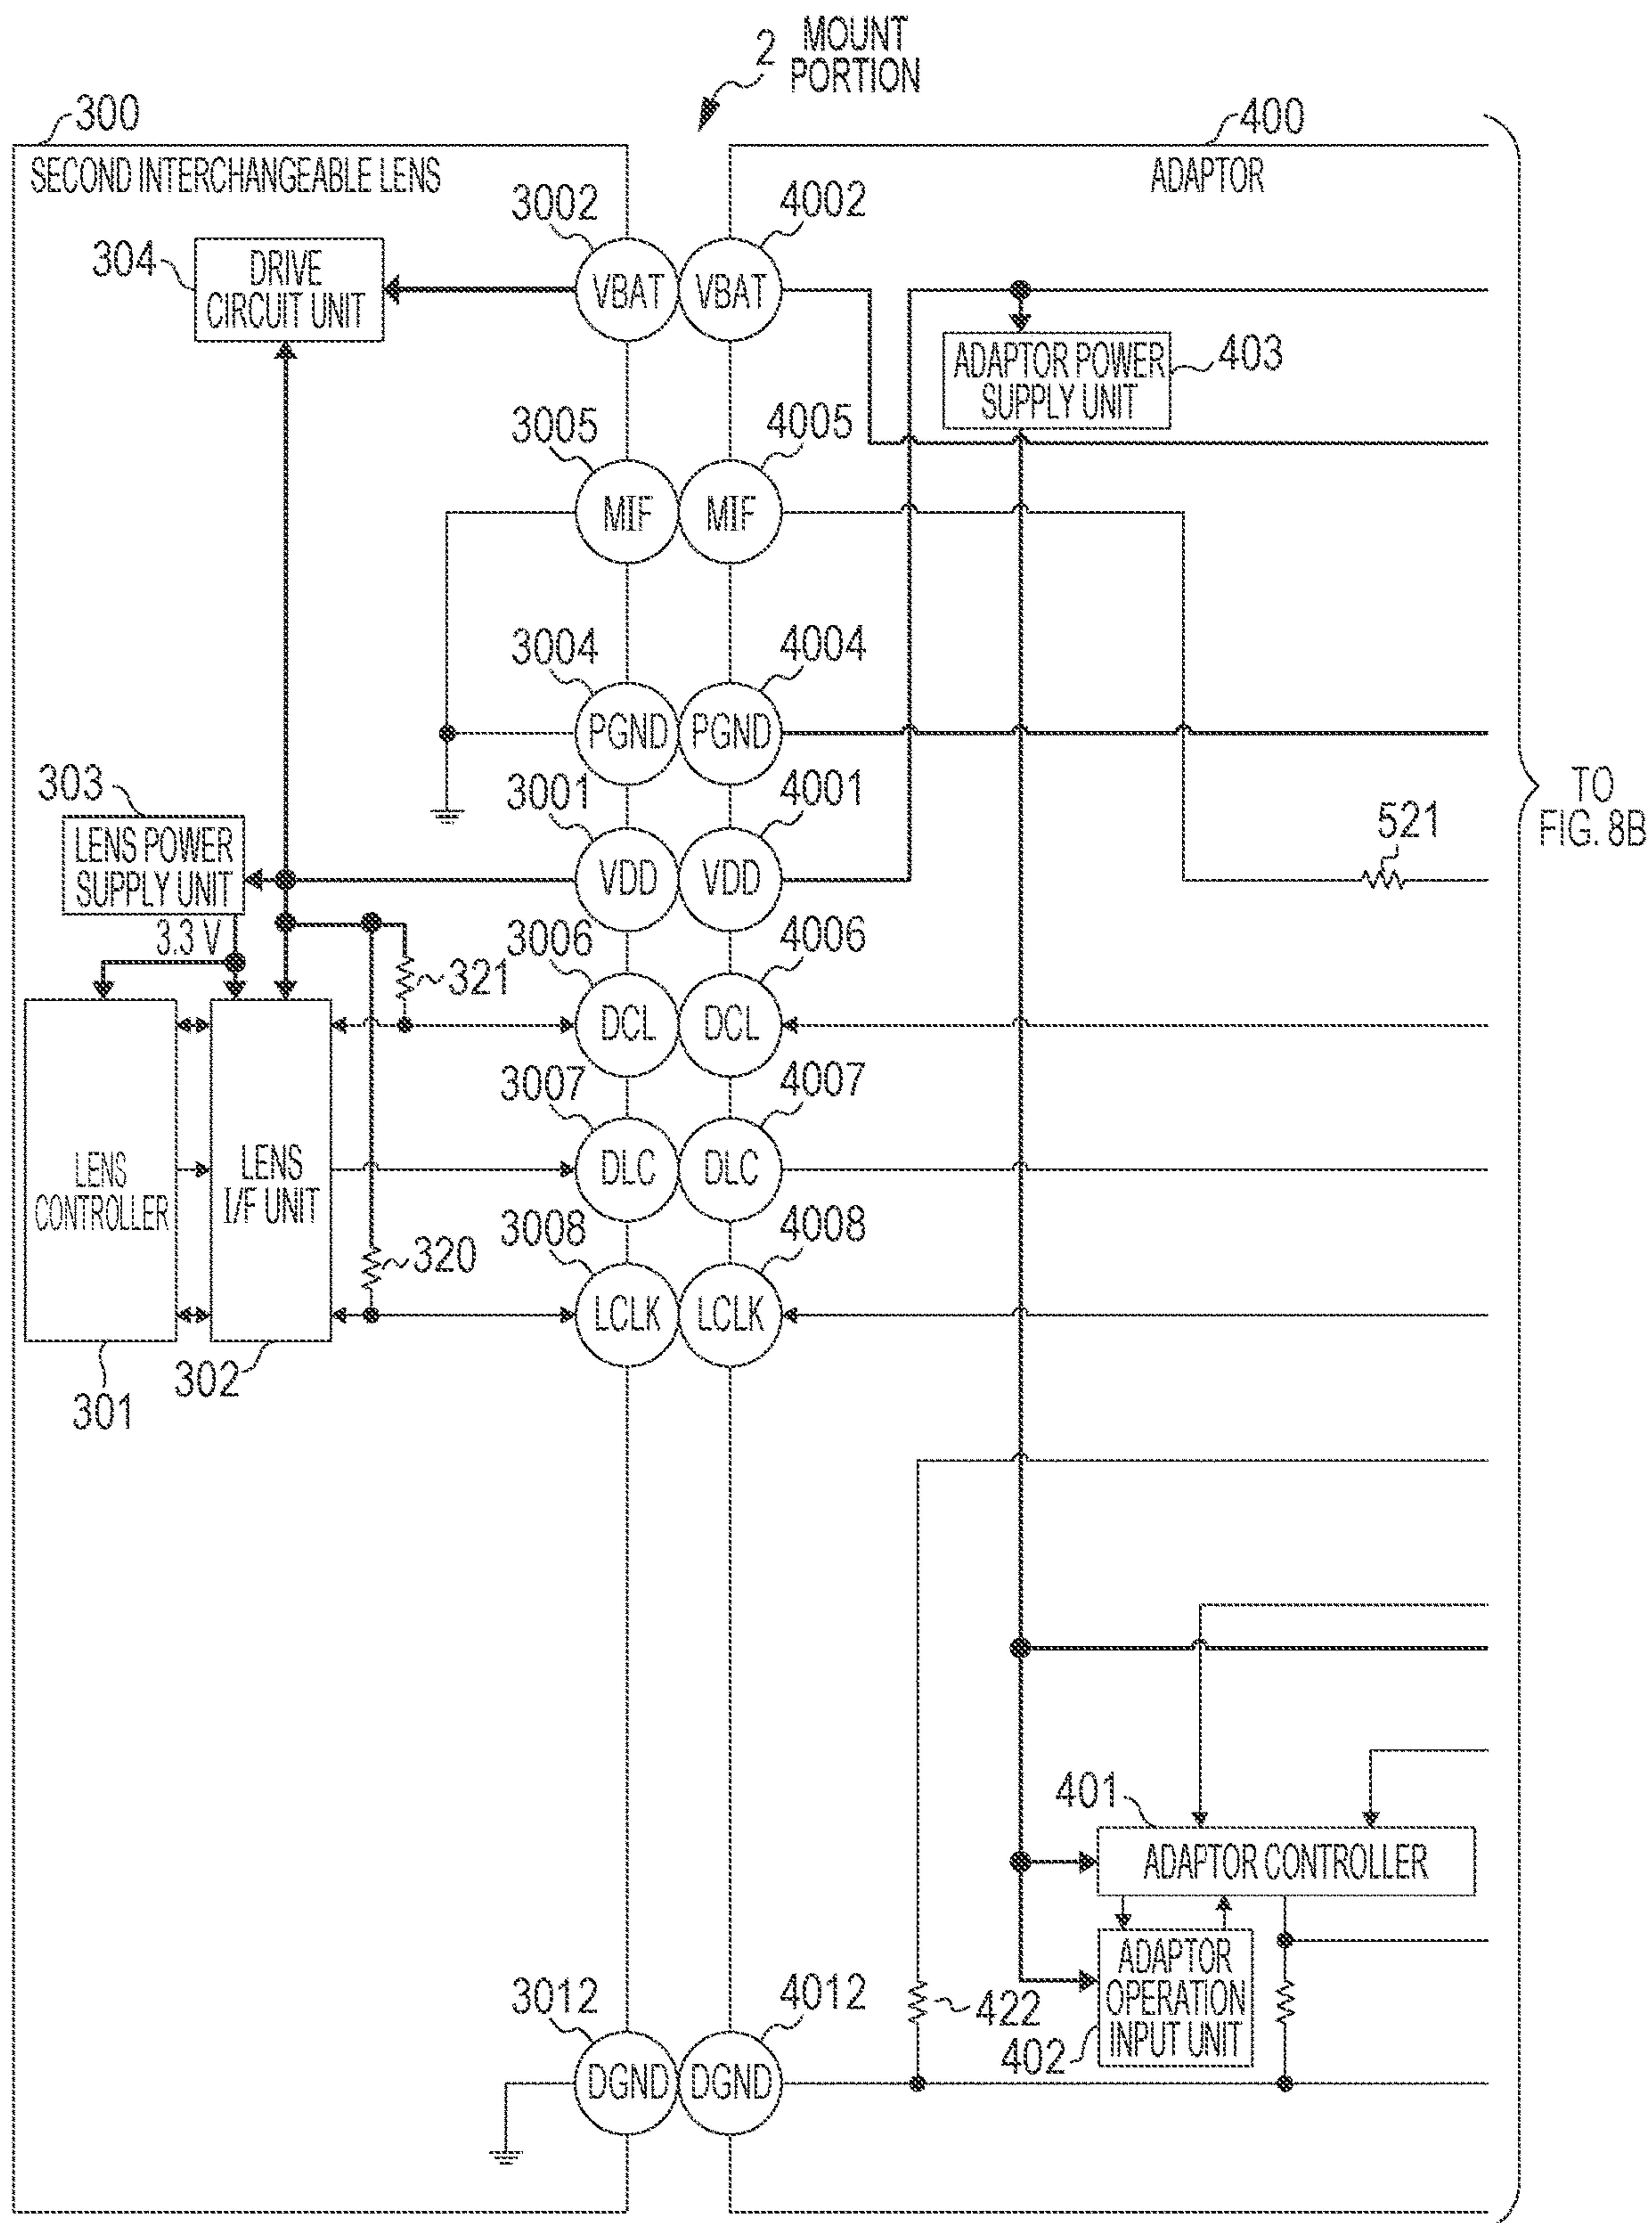 2 MOUNT
PORTION
300
400
SECOND INTERCHANGEABLE LENS
ADAPTOR
3002
4002
304
DRIVE
CIRCUIT UNIT
VBAT
VBAT
ADAPTOR POWER
SUPPLY UNIT
403
3005
4005
MIF
MIF
3004
4004
PGND
PGND
303
LENS POWER
SUPPLY UNIT
3.3 V
3001
4001
VDD
VDD
521
TO
FIG. 8B
3006
4006
321
DCL
DCL
3007
4007
LENS
CONTROLLER
LENS
I/F UNIT
DLC
DLC
3008
4008
320
LCLK
LCLK
301
302
401
ADAPTOR CONTROLLER
ADAPTOR
OPERATION
INPUT UNIT
402
422
3012
4012
DGND
DGND